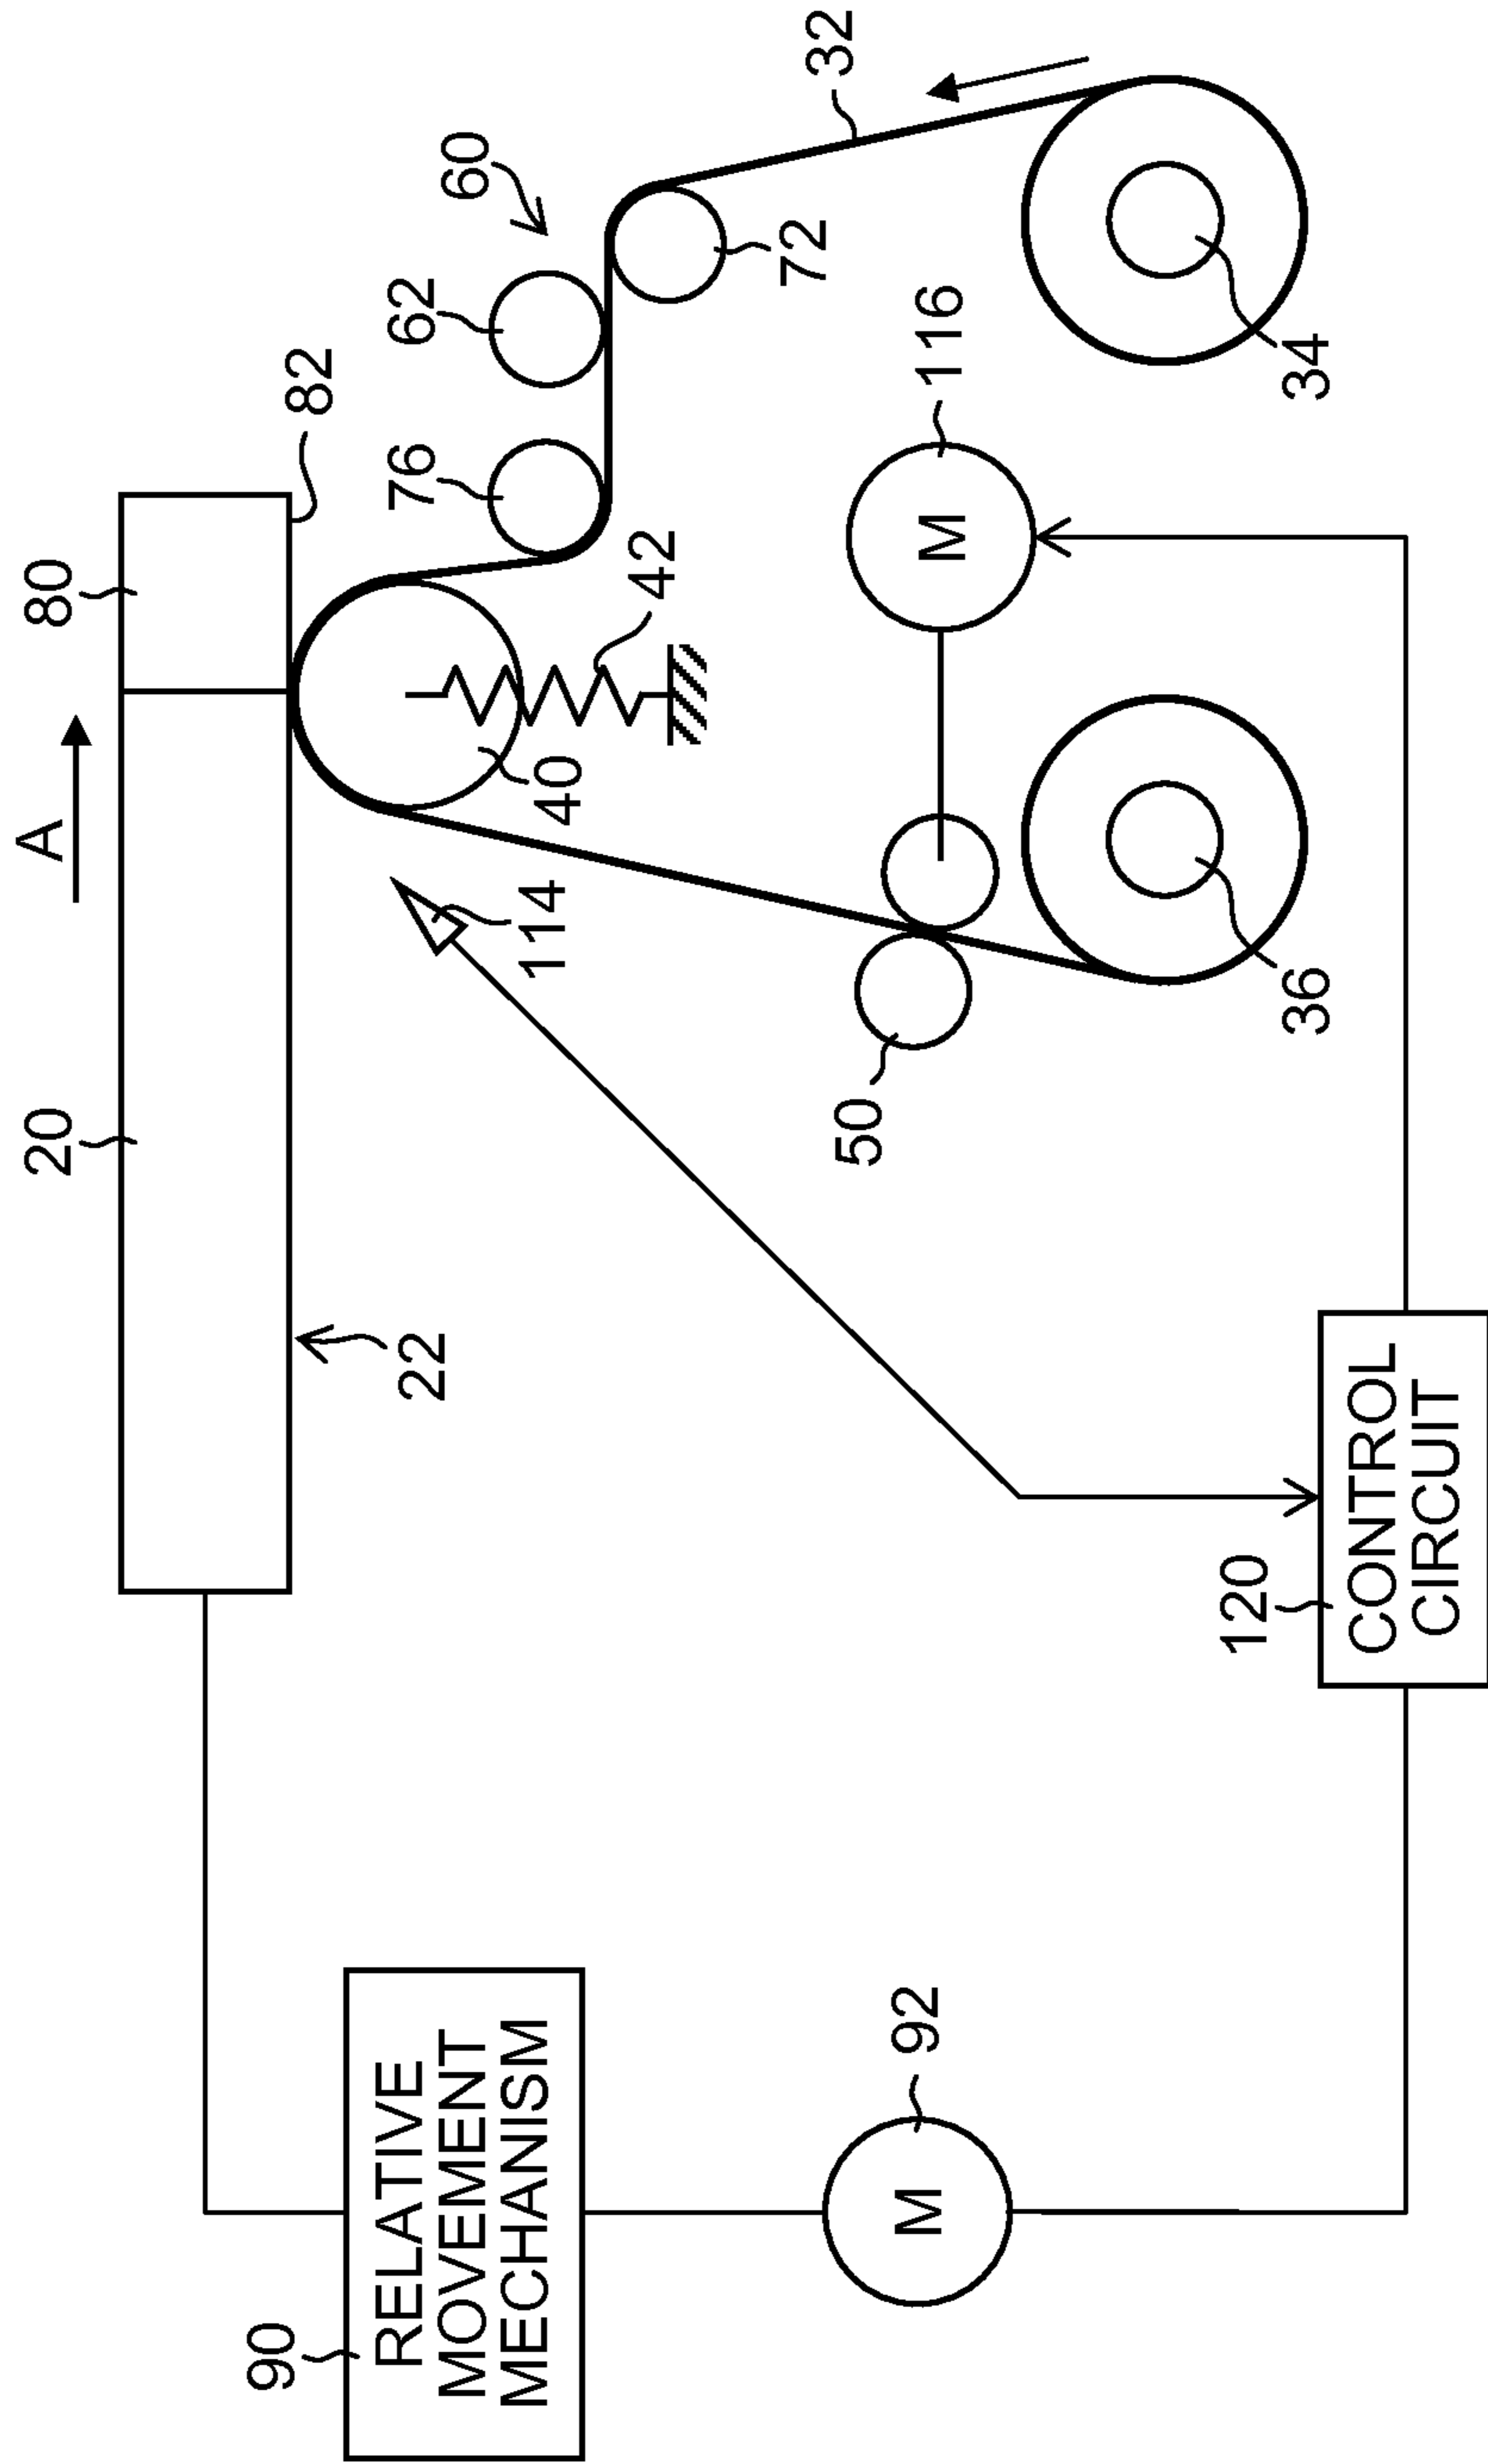 A
20
80
90
82
RELATIVE
MOVEMENT
MECHANISM
22
76
62
60
114
40
42
72
32
50
92
M
116
M
120
36
34
CONTROL
CIRCUIT